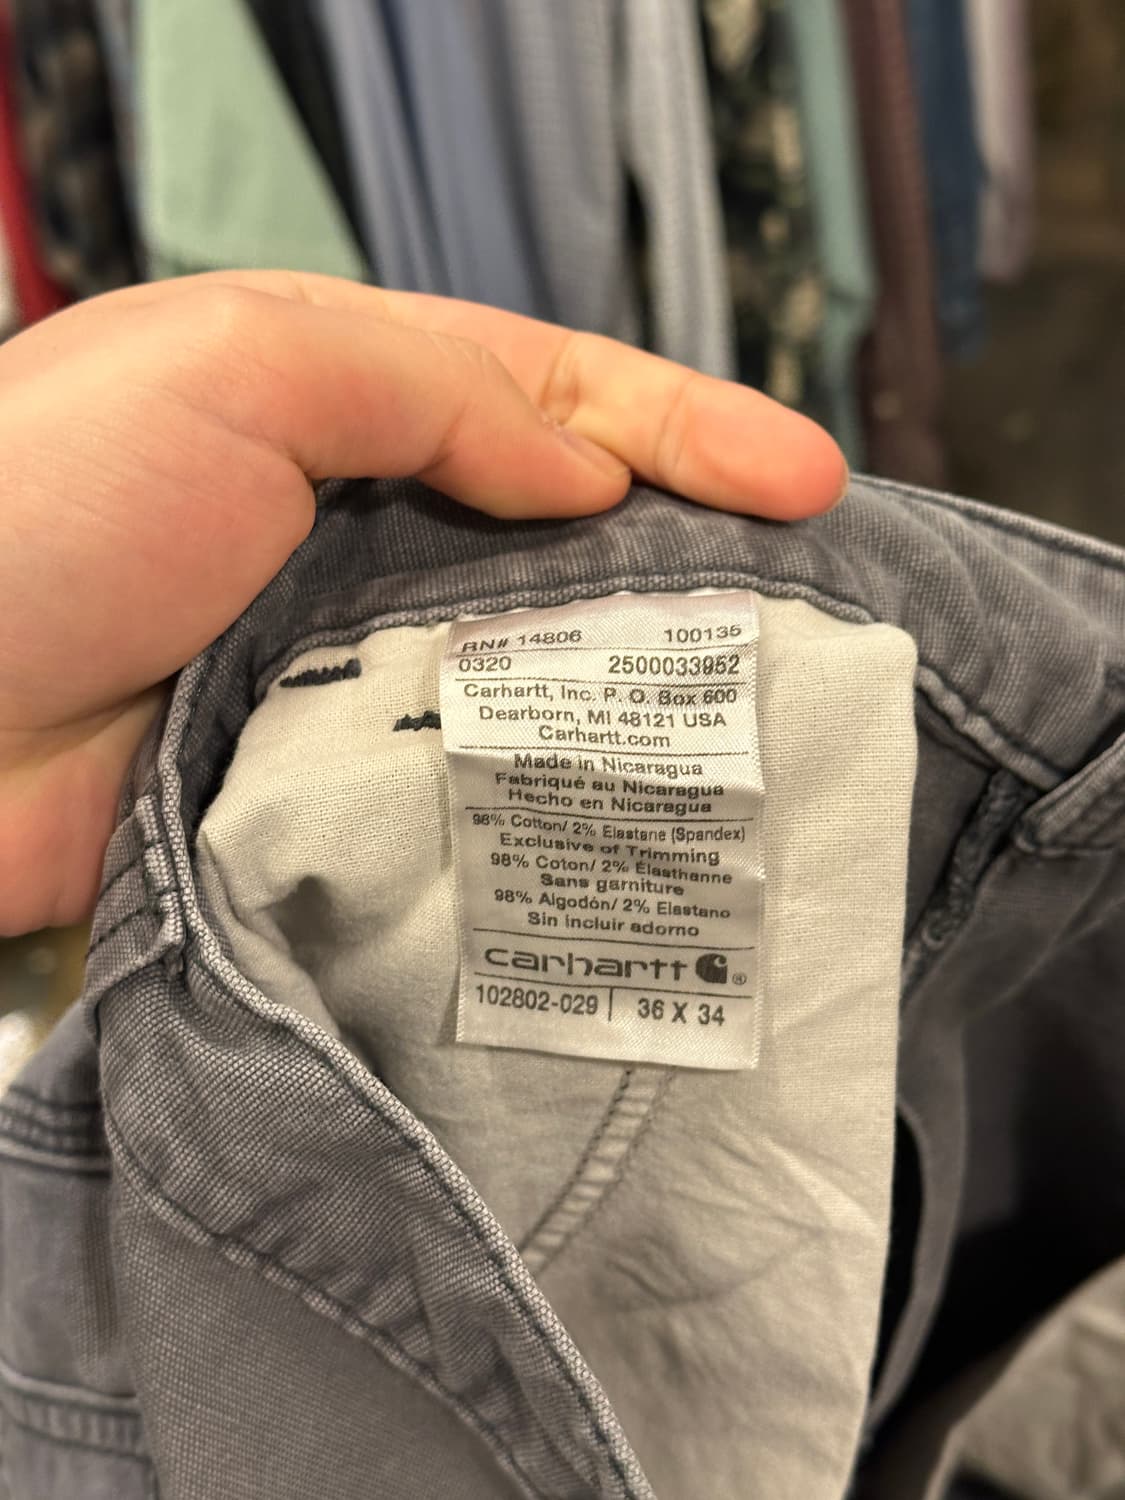 RN# 14806 100135
0320 2500033952
Carhartt, Inc. P. O. Box 600
Dearborn, MI 48121 USA
Carhartt.com
Made in Nicaragua
Fabriqué au Nicaragua
Hecho en Nicaragua
98% Cotton/ 2% Elastane (Spandex)
Exclusive of Trimming
98% Coton/ 2% Élasthanne
Sans garniture
98% Algodón/ 2% Elastano
Sin incluir adorno
carhartt ®
102802-029 | 36 X 34